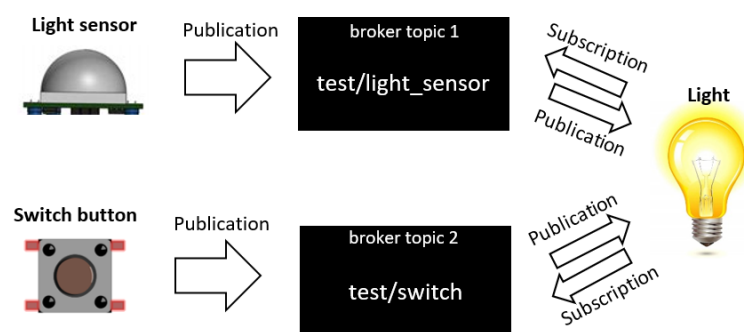 Light sensor
Publication
broker topic 1
test/light_sensor
Subscription
Publication
Light
Switch button
Publication
broker topic 2
test/switch
Publication
Subscription